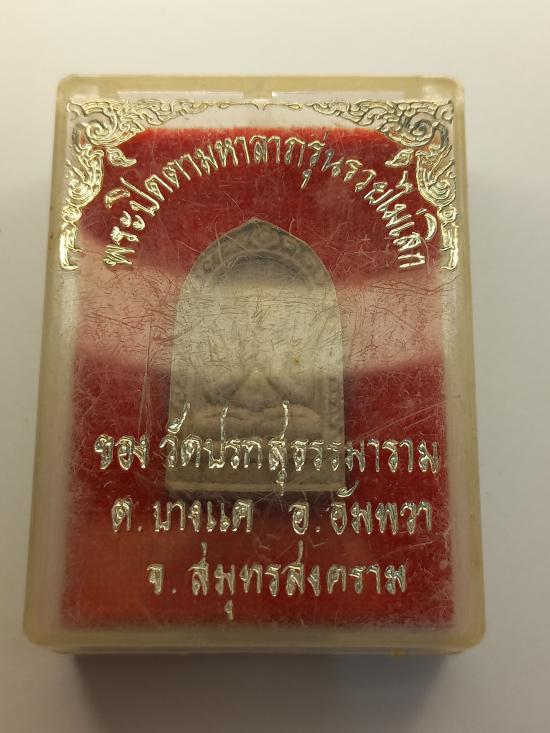 พระปิดตามหาลาภรุ่นรวยไม่เลิก
ของ วัดปรกสุธรรมาราม
ต.บางแค อ.อัมพวา
จ.สมุทรสงคราม